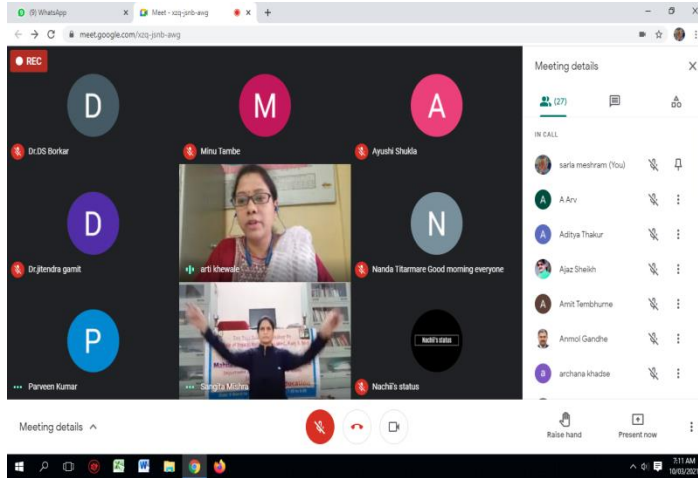 (9) WhatsApp
Meet - xzq-jsnb-awg
meet.google.com/xzq-jsnb-awg
REC
D
Dr.DS Borkar
M
Minu Tambe
A
Ayushi Shukla
D
Dr.jitendra gamit
arti khewale
N
Nanda Titarmare Good morning everyone
P
Parveen Kumar
Sangita Mishra
Nachii's status
Nachii's status
Meeting details
(27)
IN CALL
sarla meshram (You)
A
A Arv
A
Aditya Thakur
Ajaz Sheikh
A
Amit Tembhurne
Anmol Gandhe
a
archana khadse
Meeting details
Raise hand
Present now
7:11 AM
10/03/2021